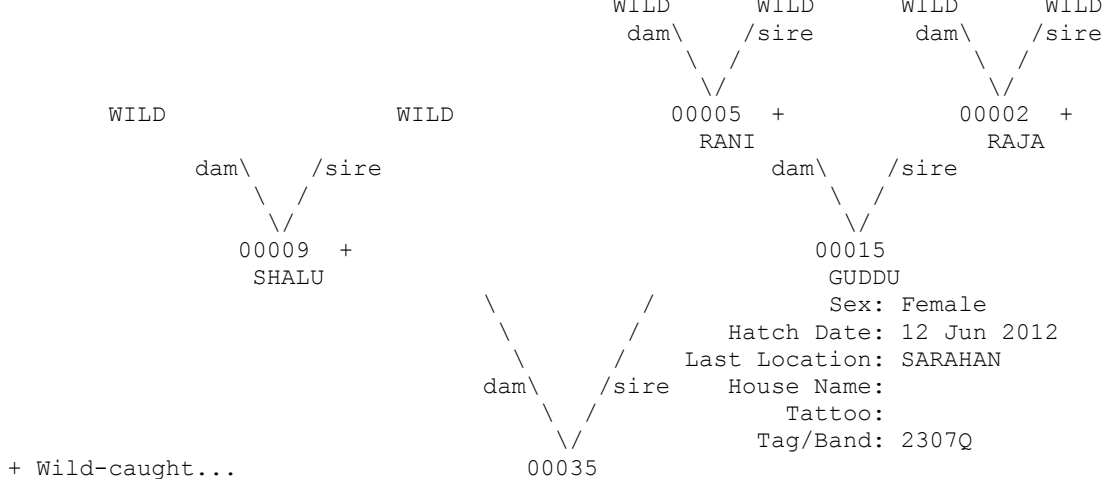 WILD WILD WILD WILD
dam\ /sire dam\ /sire
\ / \ /
\/ \/
WILD WILD 00005 + 00002 +
RANI RAJA
dam\ /sire dam\ /sire
\ / \ /
\/ \/
00009 + 00015
SHALU GUDDU
\ / Sex: Female
\ / Hatch Date: 12 Jun 2012
\ / Last Location: SARAHAN
dam\ /sire House Name:
\ / Tattoo:
\/ Tag/Band: 2307Q
+ Wild-caught... 00035